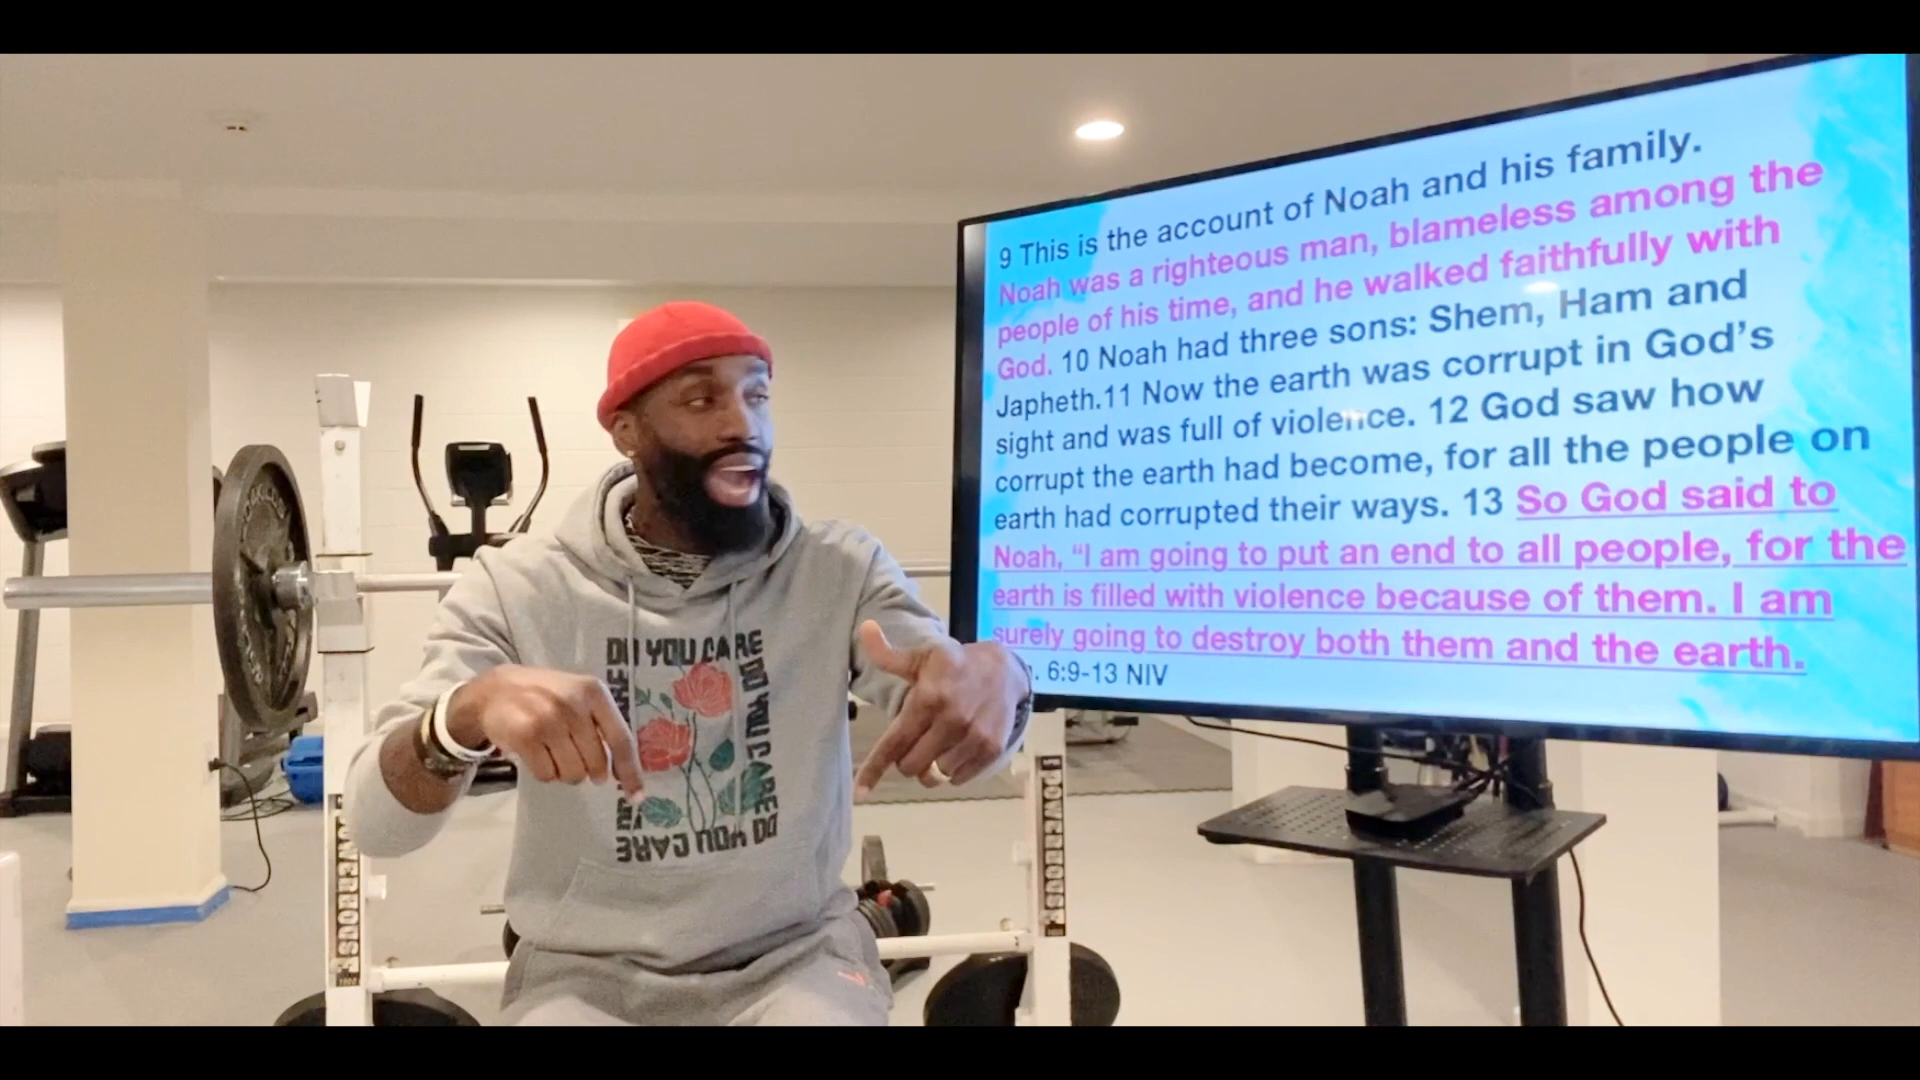 9 This is the account of Noah and his family.
Noah was a righteous man, blameless among the
people of his time, and he walked faithfully with
God. 10 Noah had three sons: Shem, Ham and
Japheth.11 Now the earth was corrupt in God's
sight and was full of violence. 12 God saw how
corrupt the earth had become, for all the people on
earth had corrupted their ways. 13 So God said to
Noah, “I am going to put an end to all people, for the
earth is filled with violence because of them. I am
surely going to destroy both them and the earth.
. 6:9-13 NIV
DO YOU CARE
DO YOU CARE
DO YOU CARE
POWERHOUSE
POWERHOUSE